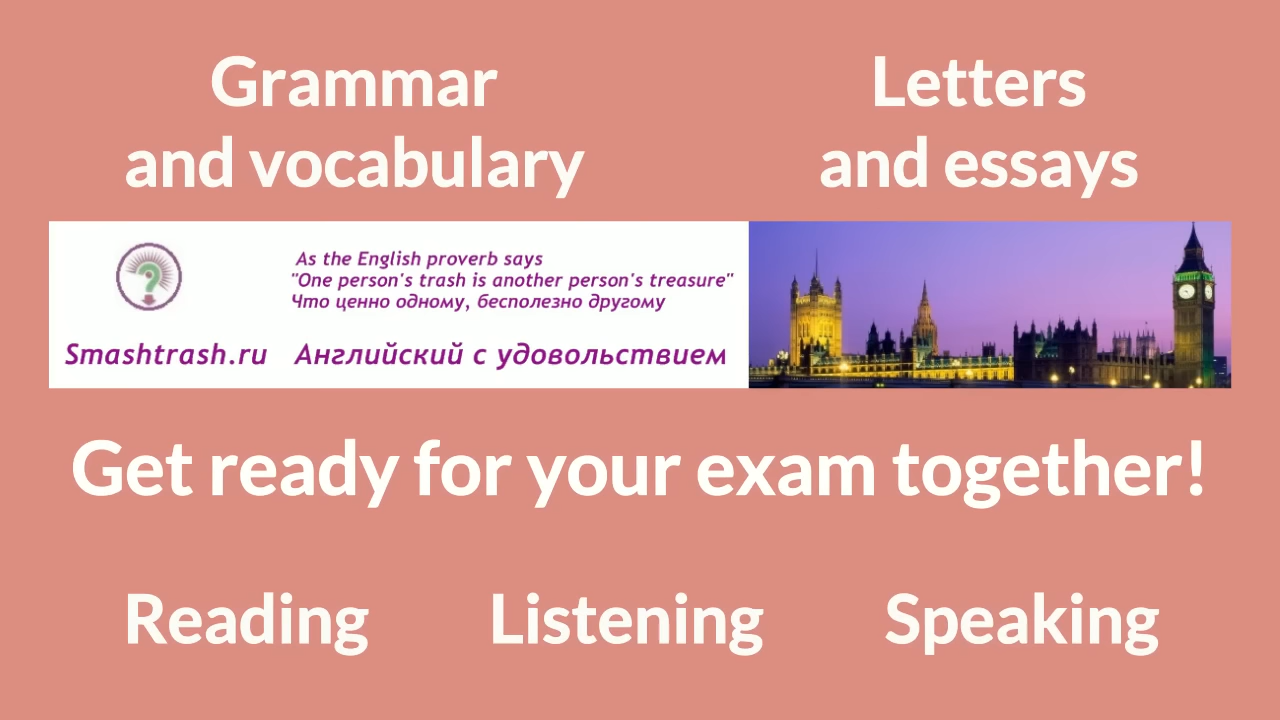 Grammar
and vocabulary
Letters
and essays
As the English proverb says
"One person's trash is another person's treasure"
Что ценно одному, бесполезно другому
Smashtrash.ru
Английский с удовольствием
Get ready for your exam together!
Reading
Listening
Speaking